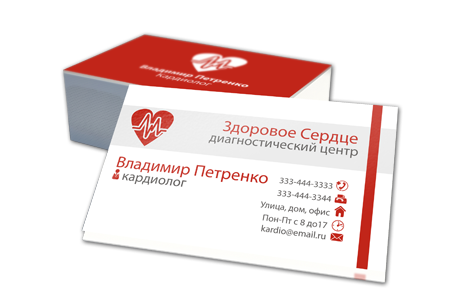 Владимир Петренко
Кардиолог
Здоровое Сердце
диагностический центр
Владимир Петренко
кардиолог
333-444-3333
333-444-3344
Улица, дом, офис
Пон-Пт с 8 до17
kardio@email.ru